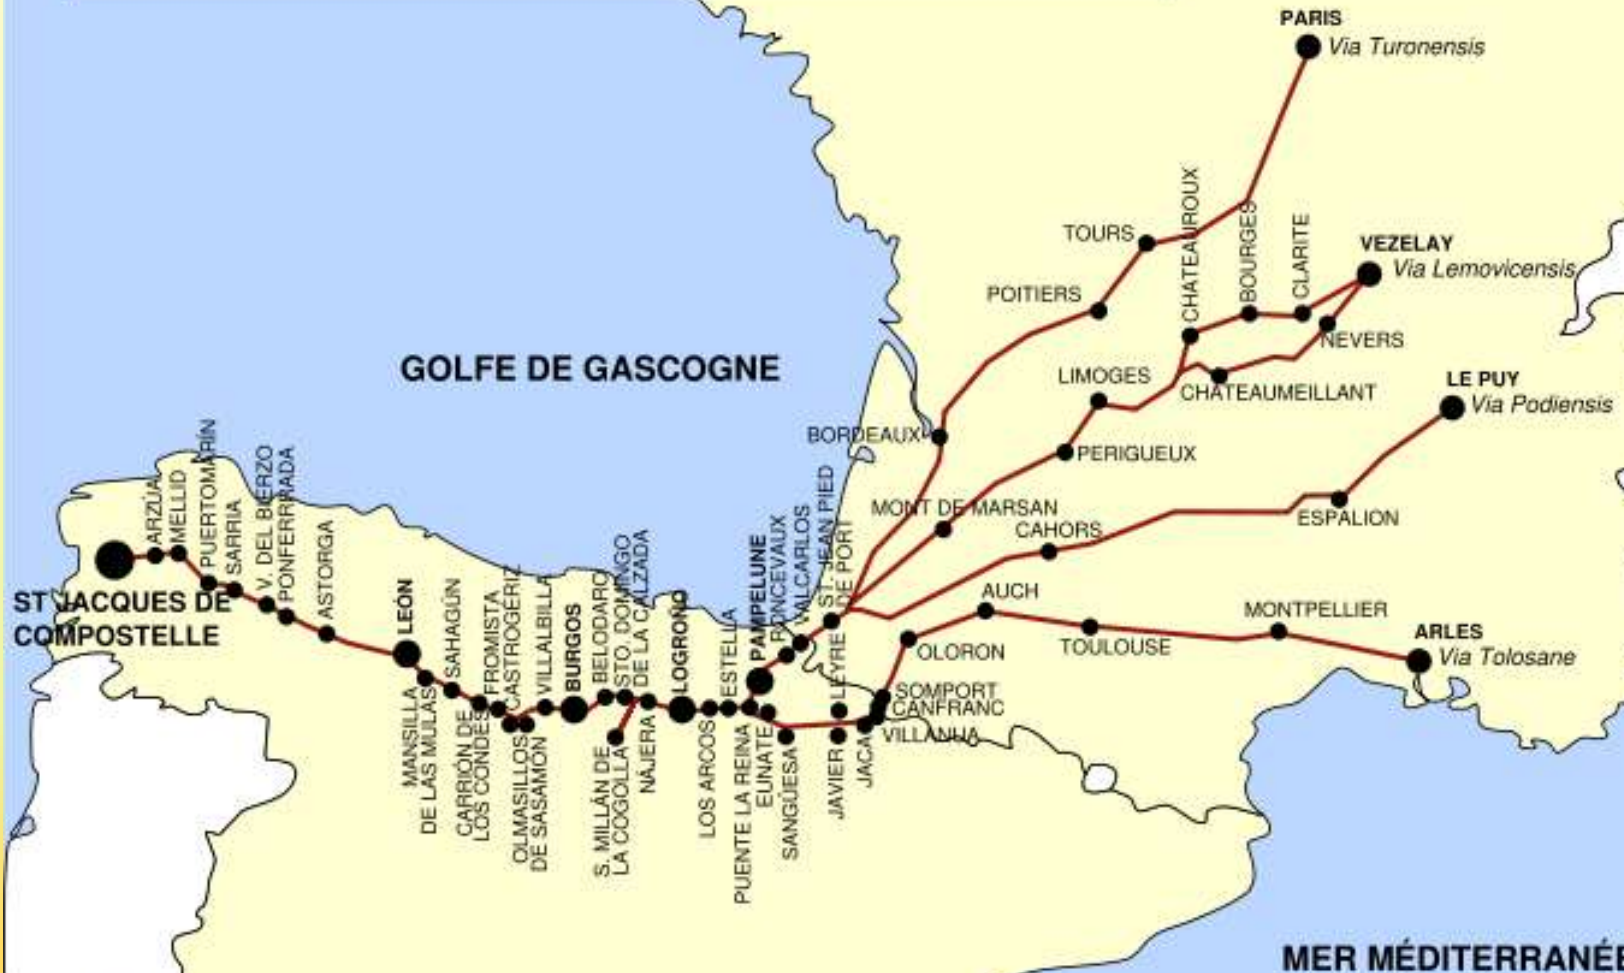 PARIS
Via Turonensis
TOURS
CHATEAUROUX
BOURGES
CLARITE
VEZELAY
Via Lemovicensis
POITIERS
NEVERS
GOLFE DE GASCOGNE
LIMOGES
CHATEAUMEILLANT
LE PUY
Via Podiensis
BORDEAUX
PERIGUEUX
MONT DE MARSAN
CAHORS
ESPALION
AUCH
MONTPELLIER
TOULOUSE
ARLES
Via Tolosane
OLORON
SOMPORT
CANFRANC
VILLANUA
ST JACQUES DE
COMPOSTELLE
ARZÚA
MELLID
PUERTOMARÍN
SARRIA
V. DEL BIERZO
PONFERRRADA
ASTORGA
LEÓN
MANSILLA
DE LAS MULAS
SAHAGÚN
CARRIÓN DE
LOS CONDES
FROMISTA
CASTROGERIZ
OLMASILLOS
DE SASAMÓN
VILLALBILLA
BURGOS
BELODARO
S. MILLÁN DE
LA COGOLLA
STO. DOMINGO
DE LA CALZADA
NAJERA
LOGROÑO
LOS ARCOS
ESTELLA
PUENTE LA REINA
EUNATE
PAMPELUNE
SANGÜESA
RONCEVAUX
VALCARLOS
ST. JEAN PIED
DE PORT
LEYRE
JAVIER
JACA
MER MÉDITERRANÉE